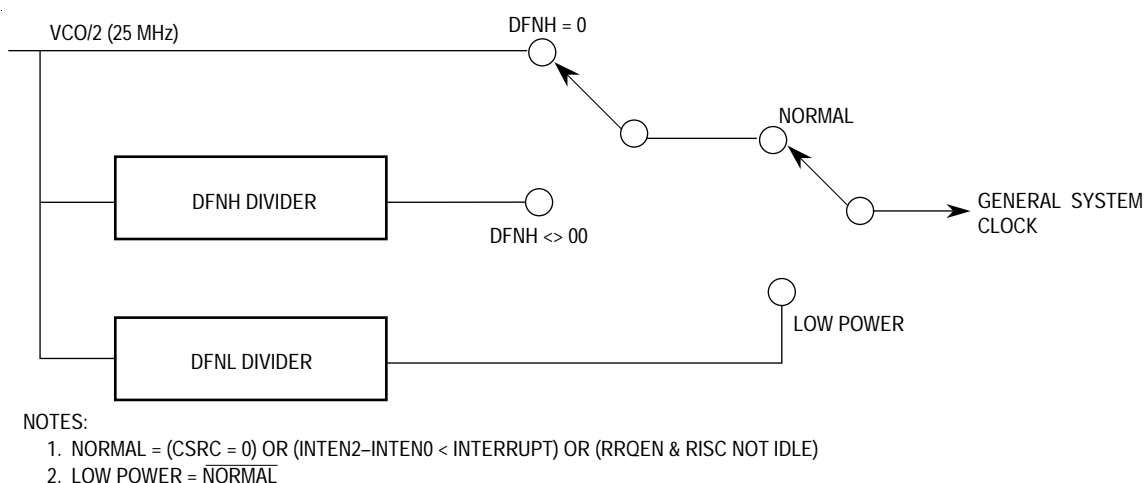 VCO/2 (25 MHz)
DFNH = 0
NORMAL
DFNH DIVIDER
GENERAL SYSTEM
CLOCK
DFNH <> 00
LOW POWER
DFNL DIVIDER
NOTES:
1. NORMAL = (CSRC = 0) OR (INTEN2–INTEN0 < INTERRUPT) OR (RRQEN & RISC NOT IDLE)
2. LOW POWER = N̅O̅R̅M̅A̅L̅